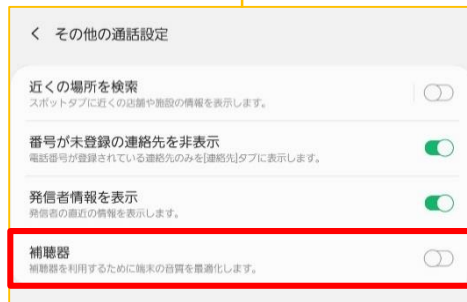 その他の通話設定
近くの場所を検索
スポットタブに近くの店舗や施設の情報を表示します。
番号が未登録の連絡先を非表示
電話番号が登録されている連絡先のみを[連絡先]タブに表示します。
発信者情報を表示
発信者の直近の情報を表示します。
補聴器
補聴器を利用するために端末の音質を最適化します。